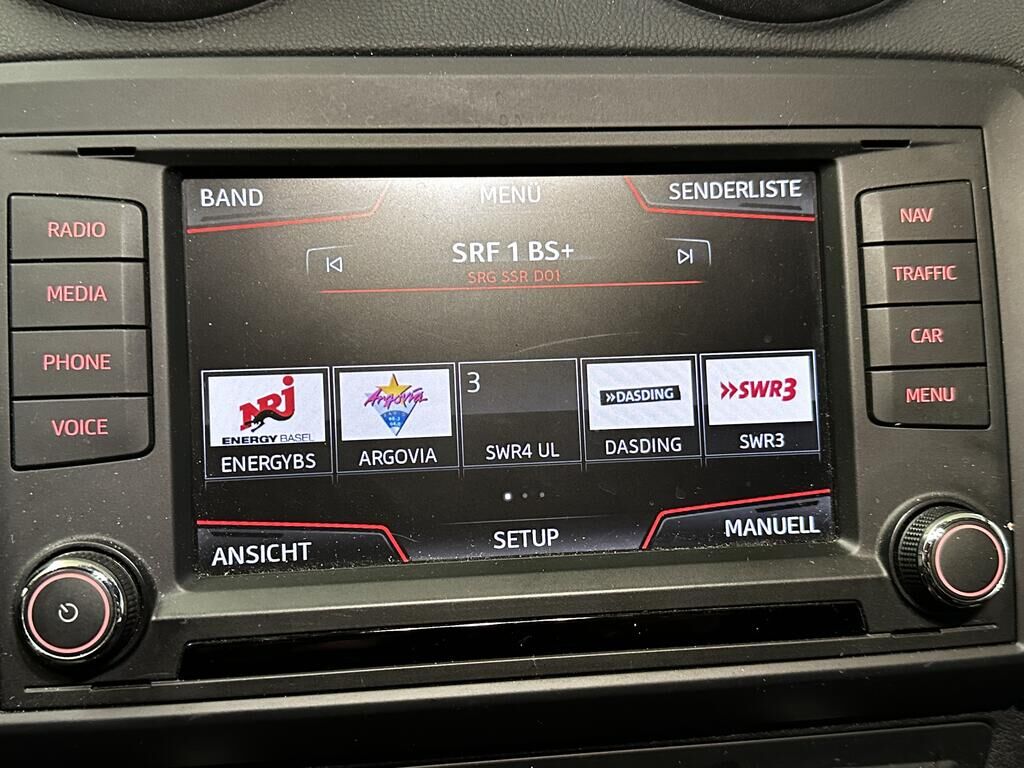 BAND
MENÜ
SENDERLISTE
SRF 1 BS+
SRG SSR D01
NRJ
ENERGY BASEL
ENERGYBS
Argovia
ARGOVIA
3
SWR4 UL
»DASDING
DASDING
»SWR3
SWR3
ANSICHT
SETUP
MANUELL
RADIO
MEDIA
PHONE
VOICE
NAV
TRAFFIC
CAR
MENU